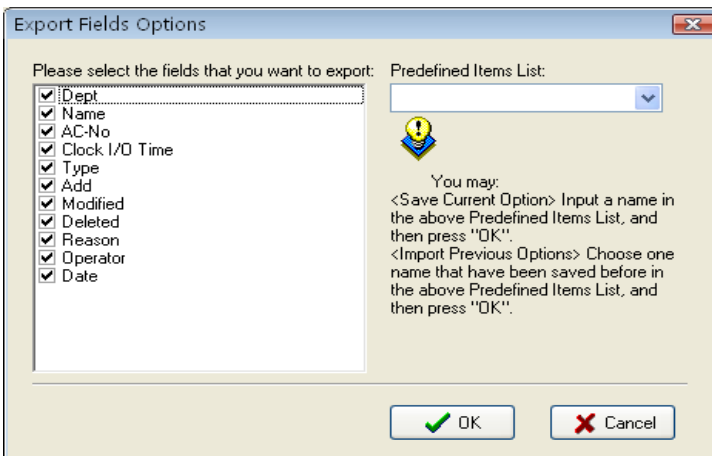 Export Fields Options
Please select the fields that you want to export:
Dept
Name
AC-No
Clock I/O Time
Type
Add
Modified
Deleted
Reason
Operator
Date
Predefined Items List:
You may:
<Save Current Option> Input a name in
the above Predefined Items List, and
then press "OK".
<Import Previous Options> Choose one
name that have been saved before in
the above Predefined Items List, and
then press "OK".
OK
Cancel